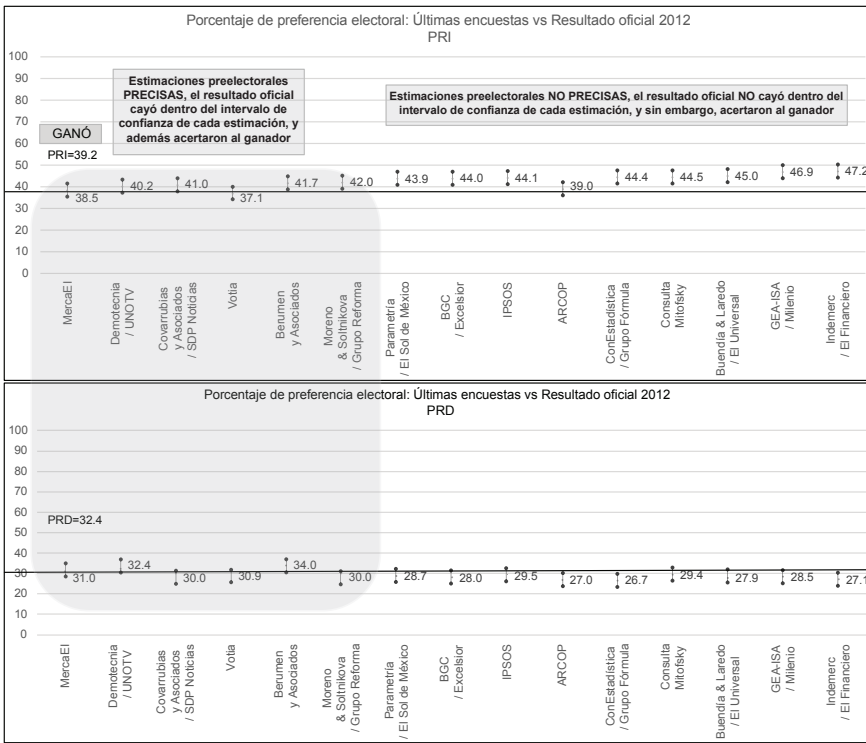 Porcentaje de preferencia electoral: Últimas encuestas vs Resultado oficial 2012
PRI
100
90
80
70
60
50
40
30
20
10
0
Estimaciones preelectorales
PRECISAS, el resultado oficial
cayó dentro del intervalo de
confianza de cada estimación, y
además acertaron al ganador
Estimaciones preelectorales NO PRECISAS, el resultado oficial NO cayó dentro del
intervalo de confianza de cada estimación, y sin embargo, acertaron al ganador
GANÓ
PRI=39.2
38.5
40.2
41.0
37.1
41.7
42.0
43.9
44.0
44.1
39.0
44.4
44.5
45.0
46.9
47.2
MercaEI
Demotecnia
/ UNOTV
Covarrubias
y Asociados
/ SDP Noticias
Votia
Berumen
y Asociados
Moreno
& Soltnikova
/ Grupo Reforma
Parametría
/ El Sol de México
BGC
/ Excelsior
IPSOS
ARCOP
ConEstadística
/ Grupo Fórmula
Consulta
Mitofsky
Buendía & Laredo
/ El Universal
GEA-ISA
/ Milenio
Indemerc
/ El Financiero
Porcentaje de preferencia electoral: Últimas encuestas vs Resultado oficial 2012
PRD
100
90
80
70
60
50
40
30
20
10
0
PRD=32.4
31.0
32.4
30.0
30.9
34.0
30.0
28.7
28.0
29.5
27.0
26.7
29.4
27.9
28.5
27.1
MercaEI
Demotecnia
/ UNOTV
Covarrubias
y Asociados
/ SDP Noticias
Votia
Berumen
y Asociados
Moreno
& Soltnikova
/ Grupo Reforma
Parametría
/ El Sol de México
BGC
/ Excelsior
IPSOS
ARCOP
ConEstadística
/ Grupo Fórmula
Consulta
Mitofsky
Buendía & Laredo
/ El Universal
GEA-ISA
/ Milenio
Indemerc
/ El Financiero